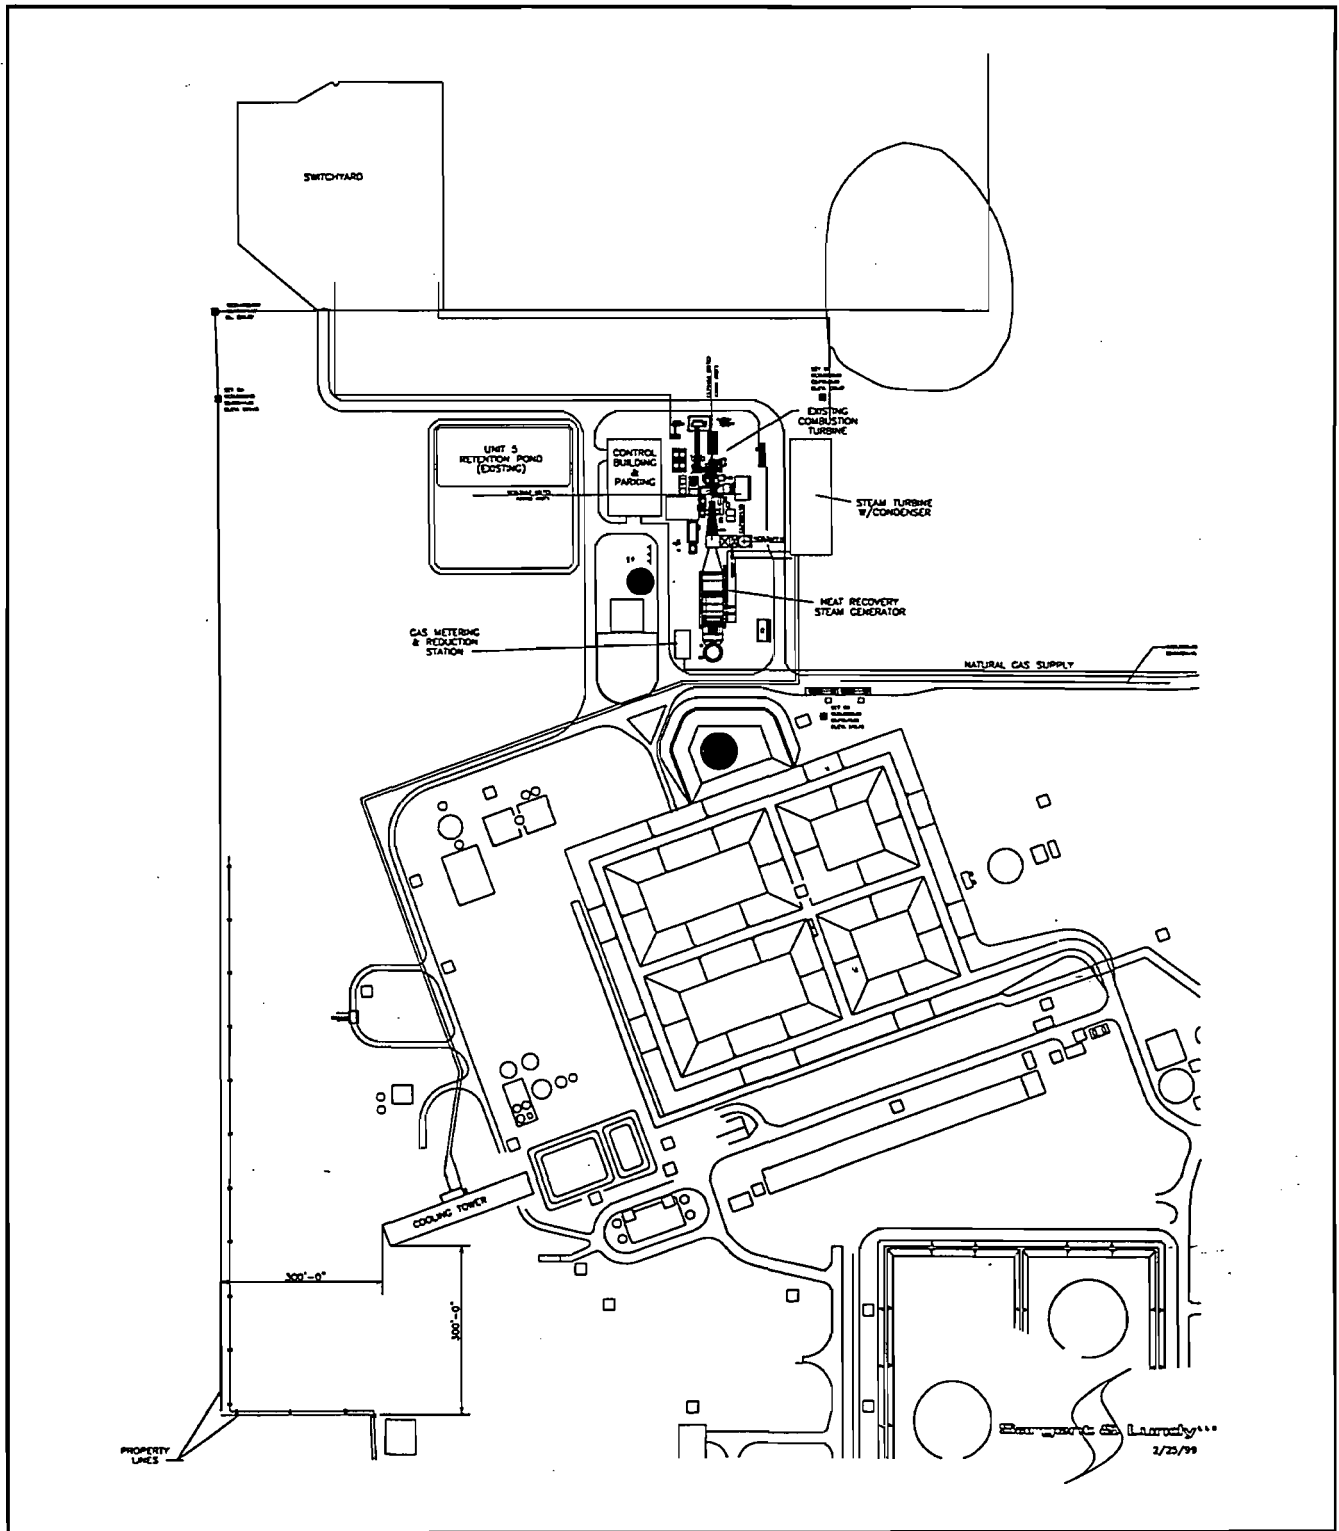 SWITCHYARD
EXISTING
COMBUSTION
TURBINE
UNIT 5
RETENTION POND
(EXISTING)
CONTROL
BUILDING
&
PARKING
STEAM TURBINE
W/CONDENSER
HEAT RECOVERY
STEAM GENERATOR
GAS METERING
& REDUCTION
STATION
NATURAL GAS SUPPLY
COOLING TOWER
300'-0"
300'-0"
PROPERTY
LINES
Sargent & Lundy LLC
2/25/99